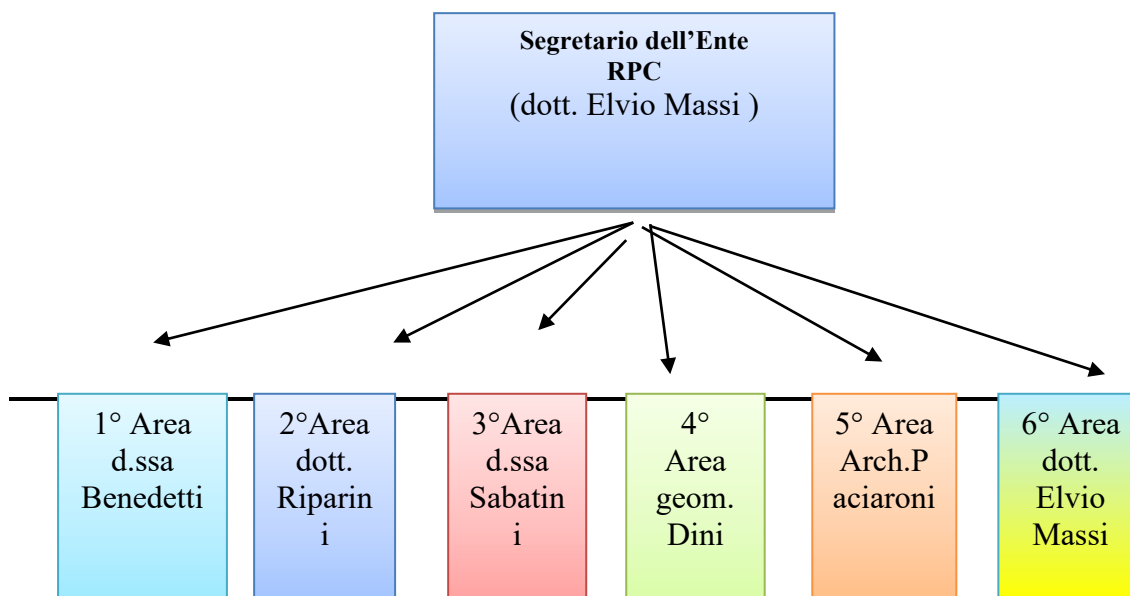 Segretario dell’Ente
RPC
(dott. Elvio Massi )
1° Area
d.ssa
Benedetti
2°Area
dott.
Riparin
i
3°Area
d.ssa
Sabatin
i
4°
Area
geom.
Dini
5° Area
Arch.P
aciaroni
6° Area
dott.
Elvio
Massi